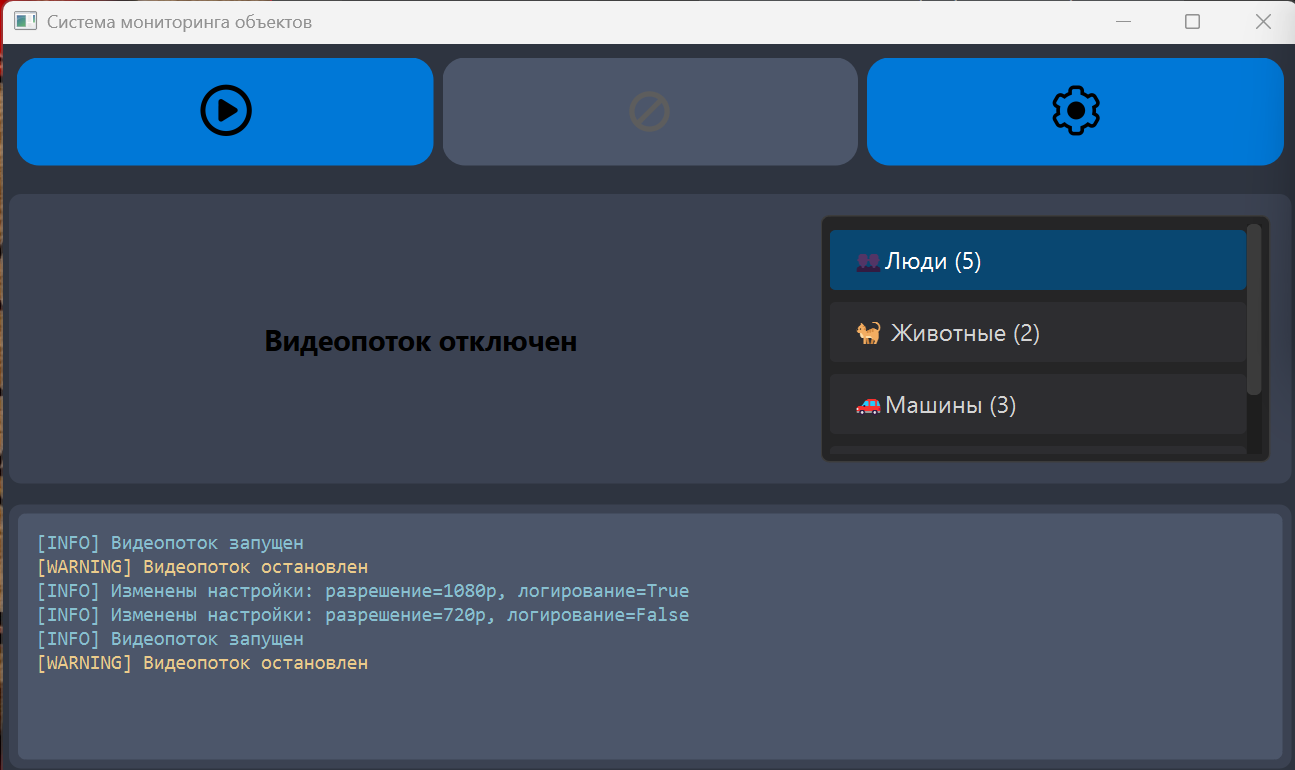 Система мониторинга объектов
Видеопоток отключен
Люди (5)
Животные (2)
Машины (3)
[INFO] Видеопоток запущен
[WARNING] Видеопоток остановлен
[INFO] Изменены настройки: разрешение=1080p, логирование=True
[INFO] Изменены настройки: разрешение=720p, логирование=False
[INFO] Видеопоток запущен
[WARNING] Видеопоток остановлен